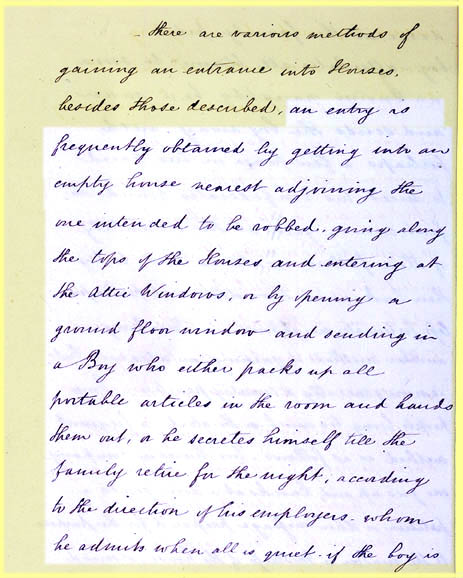 There are various methods of
gaining an entrance into Houses,
besides those described, an entry is
frequently obtained by getting into an
empty house nearest adjoining the
one intended to be robbed, going along
the tops of the Houses and entering at
the Attic Windows, or by opening a
ground floor window and sending in
a Boy who either packs up all
portable articles in the room and hands
them out, or he secretes himself till the
family retire for the night, according
to the direction of his employers - whom
he admits when all is quiet - if the boy is